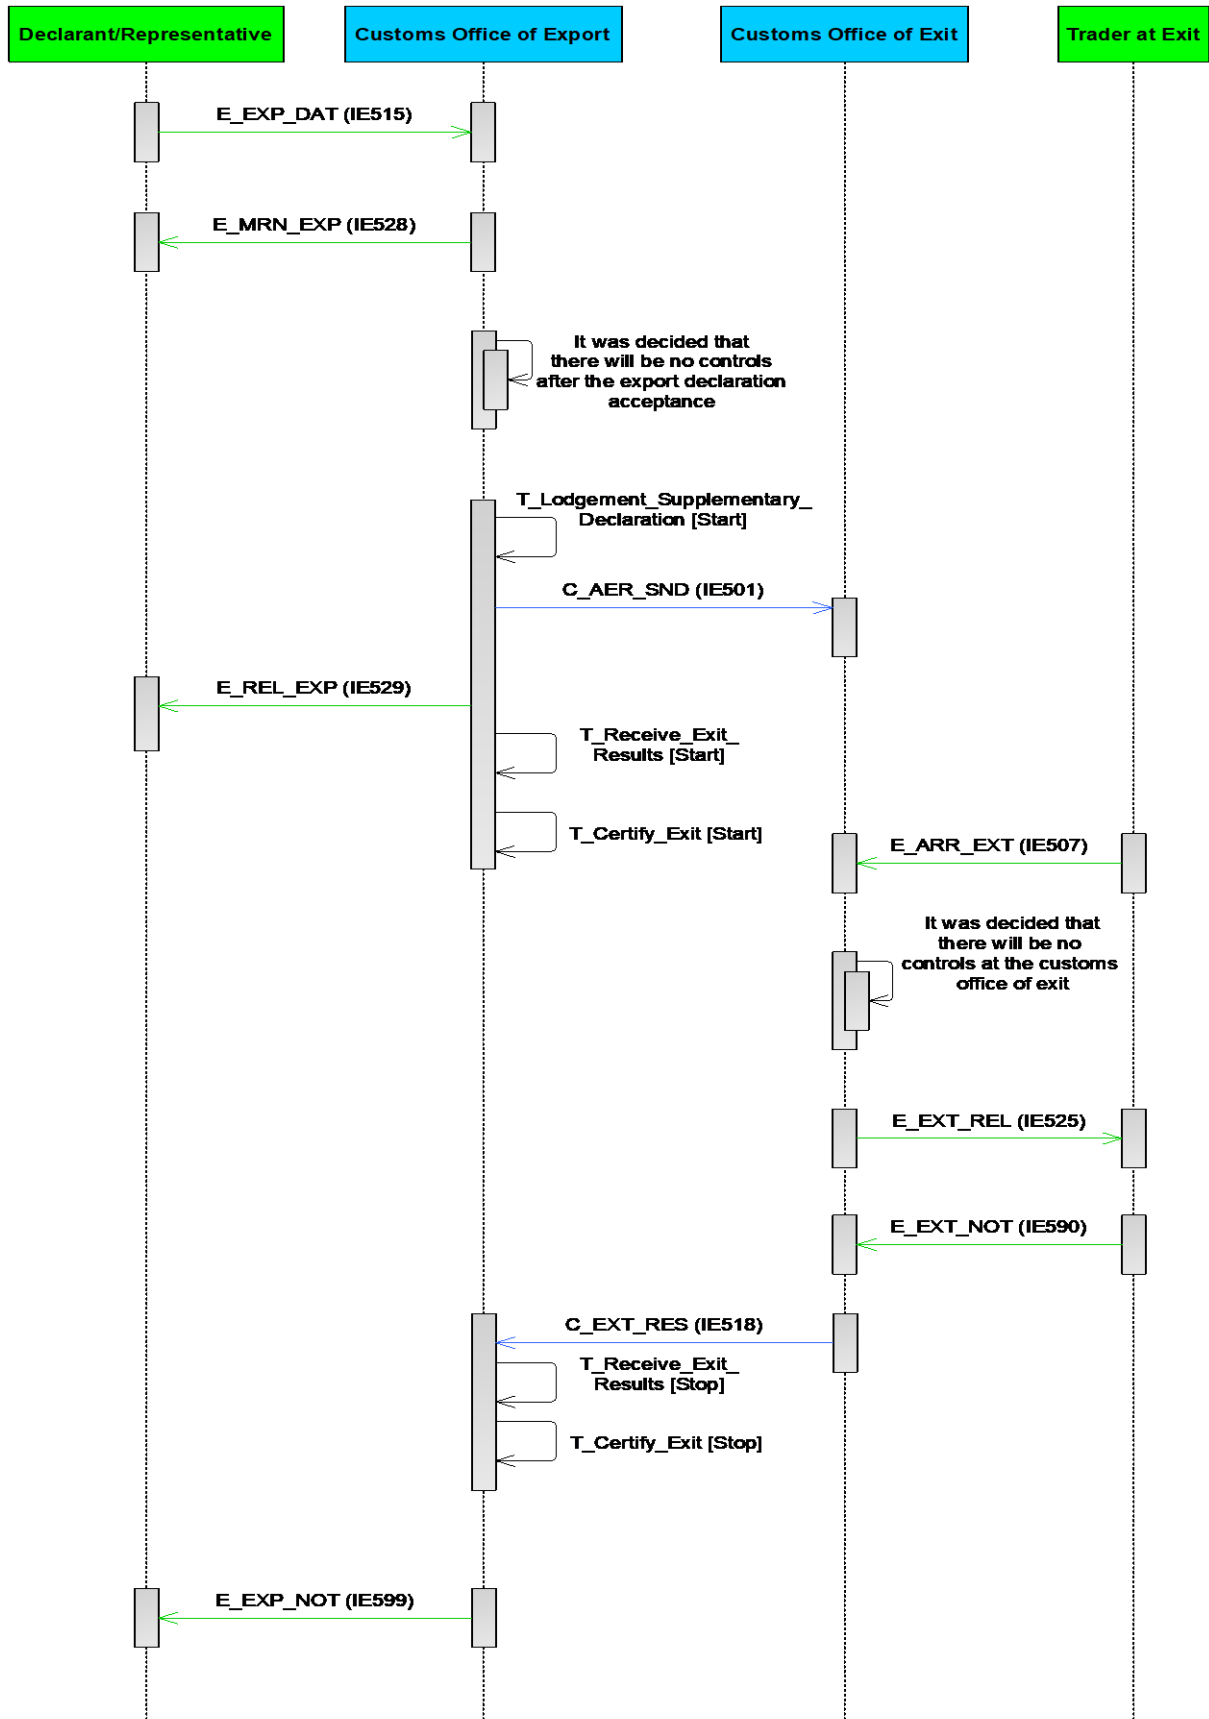 Declarant/Representative
Customs Office of Export
Customs Office of Exit
Trader at Exit
E_EXP_DAT (IE515)
E_MRN_EXP (IE528)
It was decided that
there will be no controls
after the export declaration
acceptance
T_Lodgement_Supplementary_
Declaration [Start]
C_AER_SND (IE501)
E_REL_EXP (IE529)
T_Receive_Exit_
Results [Start]
T_Certify_Exit [Start]
E_ARR_EXT (IE507)
It was decided that
there will be no
controls at the customs
office of exit
E_EXT_REL (IE525)
E_EXT_NOT (IE590)
C_EXT_RES (IE518)
T_Receive_Exit_
Results [Stop]
T_Certify_Exit [Stop]
E_EXP_NOT (IE599)